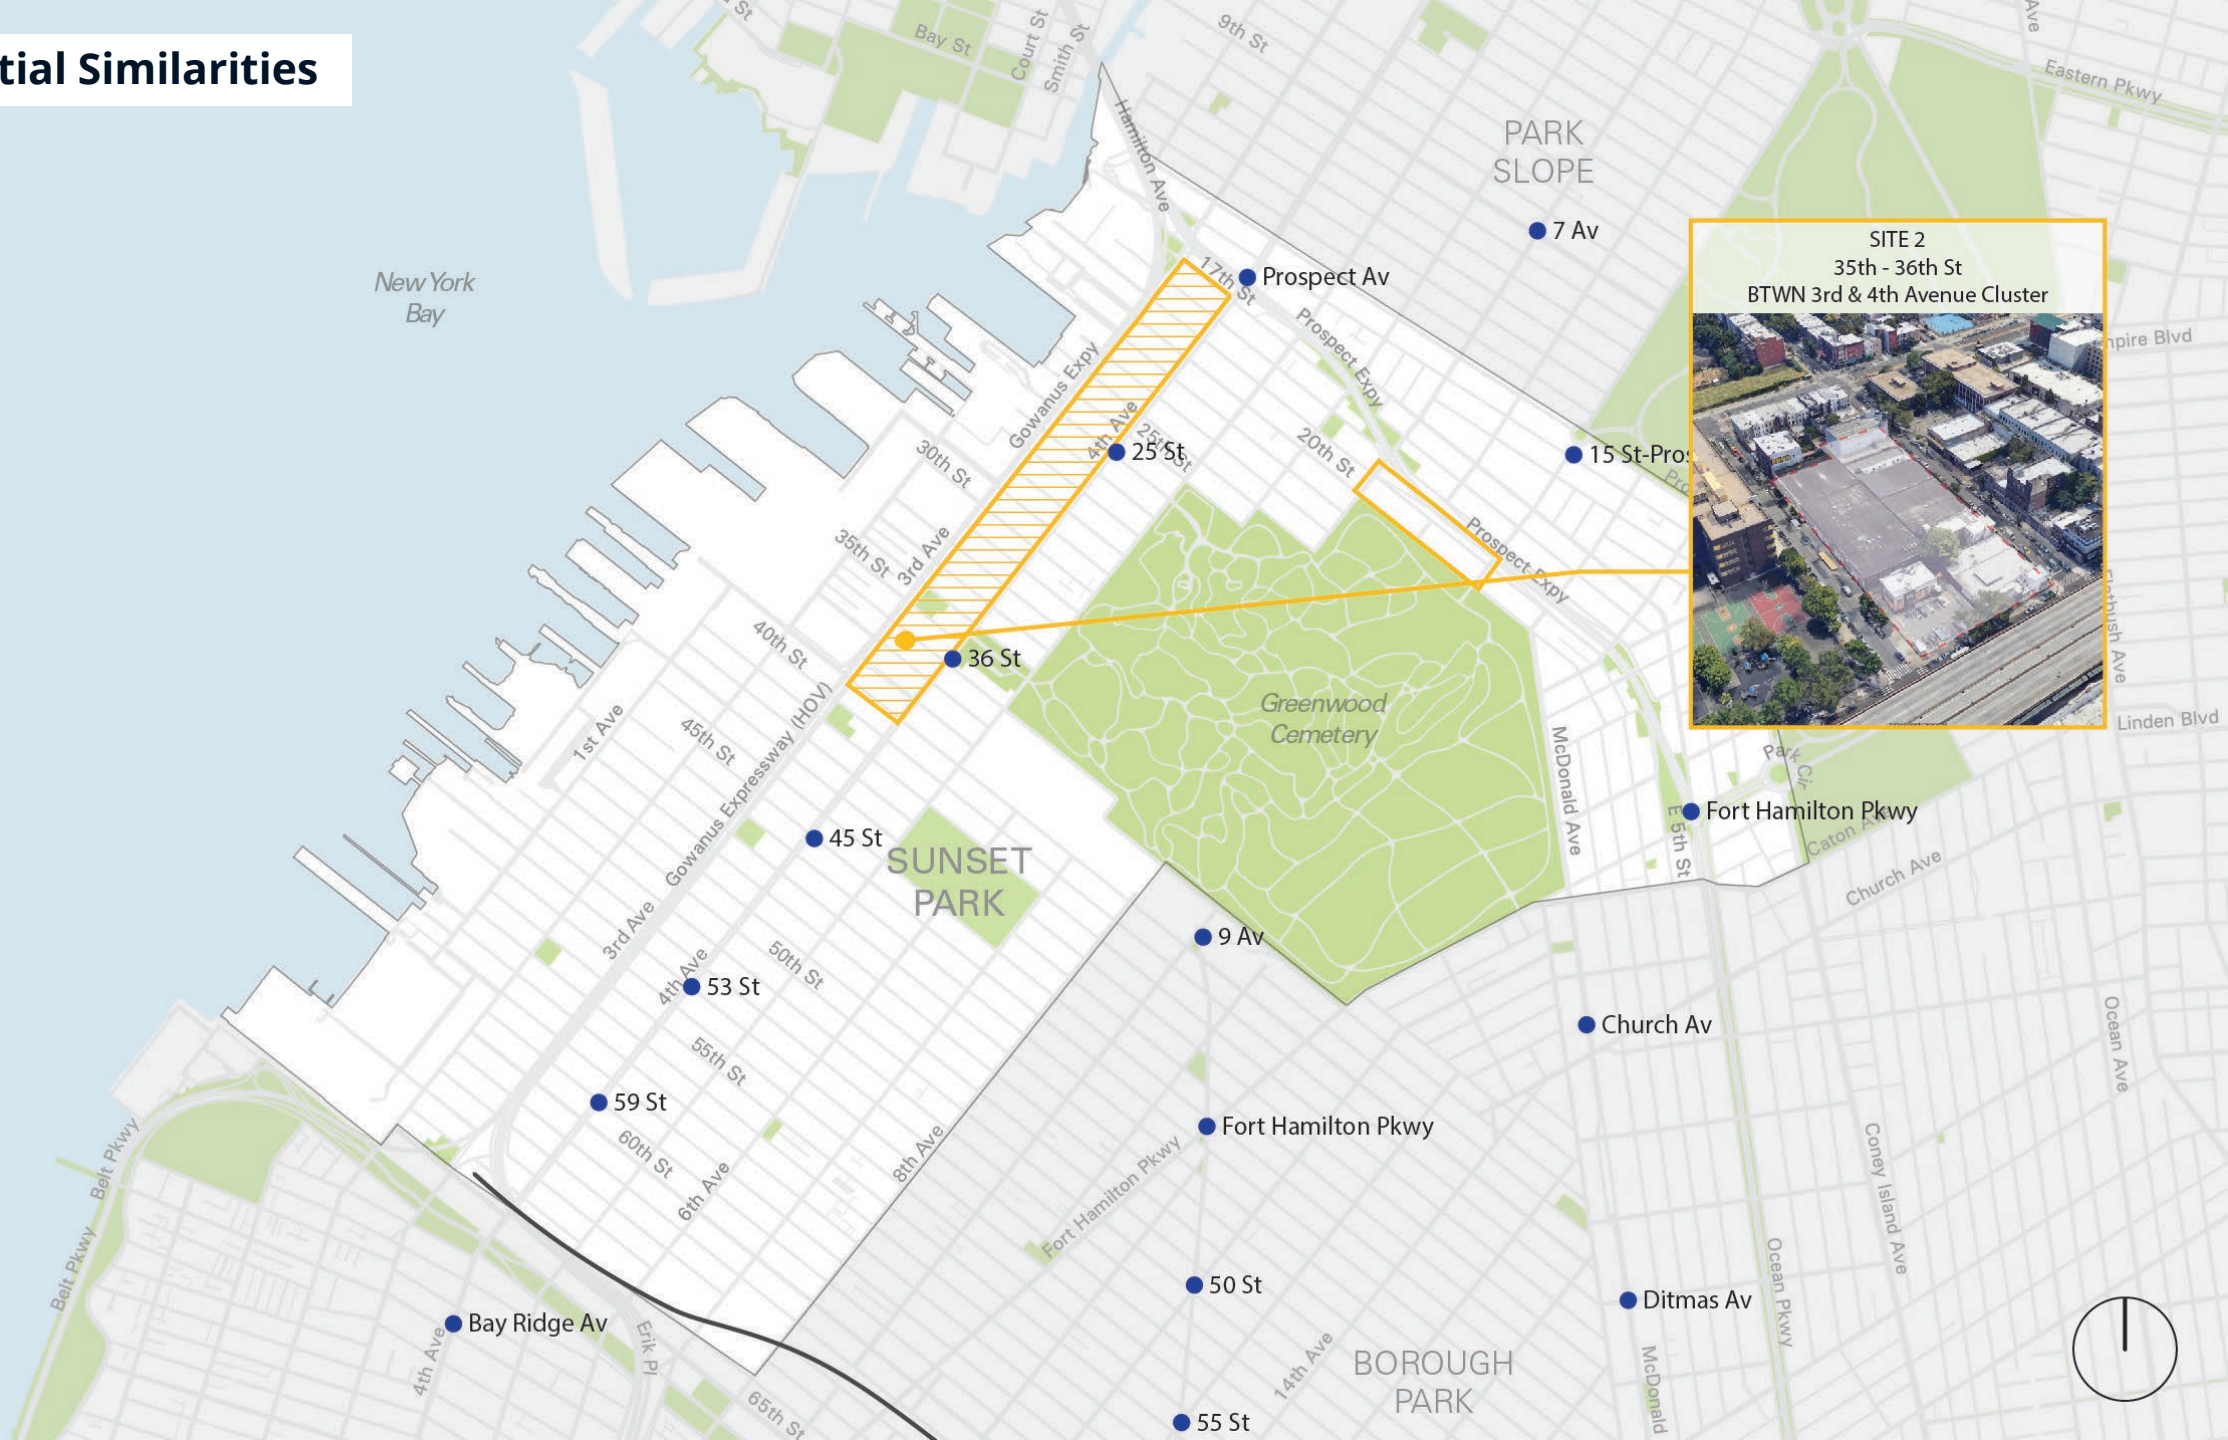 tial Similarities
St
Bay St
Court St
Smith St
9th St
Ave
Eastern Pkwy
Hamilton Ave
PARK
SLOPE
7 Av
New York
Bay
17th St
Prospect Av
SITE 2
35th - 36th St
BTWN 3rd & 4th Avenue Cluster
Prospect Expy
Gowanus Expy
4th Ave
25th St
25 St
20th St
15 St-Pros
Pro
mpire Blvd
30th St
35th St
3rd Ave
Prospect Expy
40th St
36 St
Greenwood
Cemetery
Flatbush Ave
Linden Blvd
1st Ave
45th St
Gowanus Expressway (HOV)
McDonald Ave
Park Cir
E 5th St
Fort Hamilton Pkwy
Caton Ave
Church Ave
45 St
SUNSET
PARK
3rd Ave
4th Ave
50th St
53 St
9 Av
Church Av
Ocean Ave
55th St
59 St
60th St
6th Ave
8th Ave
Fort Hamilton Pkwy
Fort Hamilton Pkwy
Belt Pkwy
Belt Pkwy
Coney Island Ave
Ocean Pkwy
50 St
Ditmas Av
Bay Ridge Av
4th Ave
Erik Pl
14th Ave
BOROUGH
PARK
McDonald
65th St
55 St